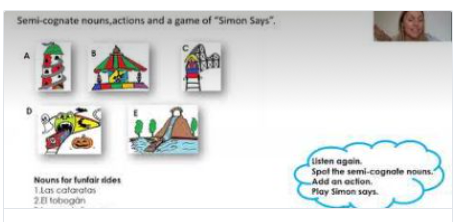 Semi-cognate nouns,actions and a game of "Simon Says".
A
B
C
D
E
Nouns for funfair rides
1.Las cataratas
2.El tobogán
Listen again.
Spot the semi-cognate nouns.
Add an action.
Play Simon says.